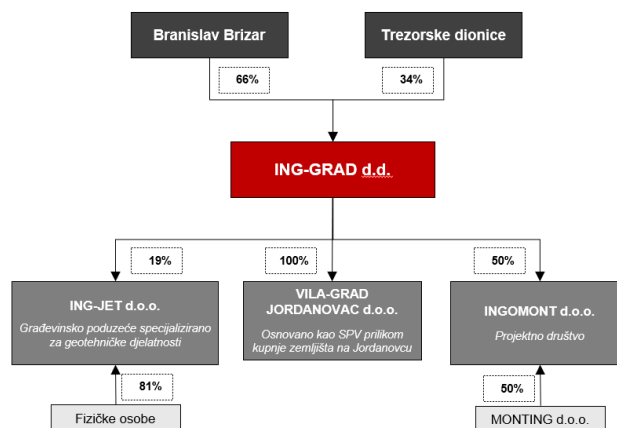 Branislav Brizar
Trezorske dionice
66%
34%
ING-GRAD d.d.
19%
100%
50%
ING-JET d.o.o.
Građevinsko poduzeće specijalizirano
za geotehničke djelatnosti
VILA-GRAD
JORDANOVAC d.o.o.
Osnovano kao SPV prilikom
kupnje zemljišta na Jordanovcu
INGOMONT d.o.o.
Projektno društvo
81%
50%
Fizičke osobe
MONTING d.o.o.